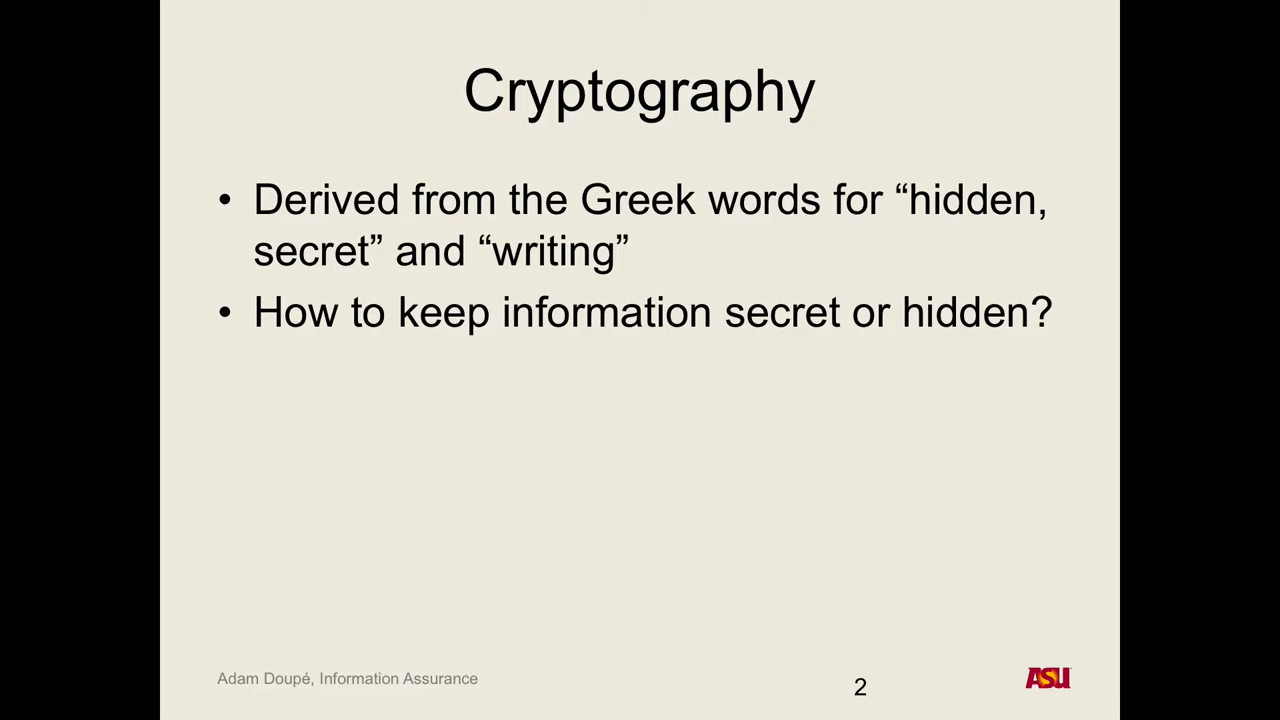 Cryptography
• Derived from the Greek words for “hidden,
secret” and “writing”
• How to keep information secret or hidden?
Adam Doupé, Information Assurance
2
ASU